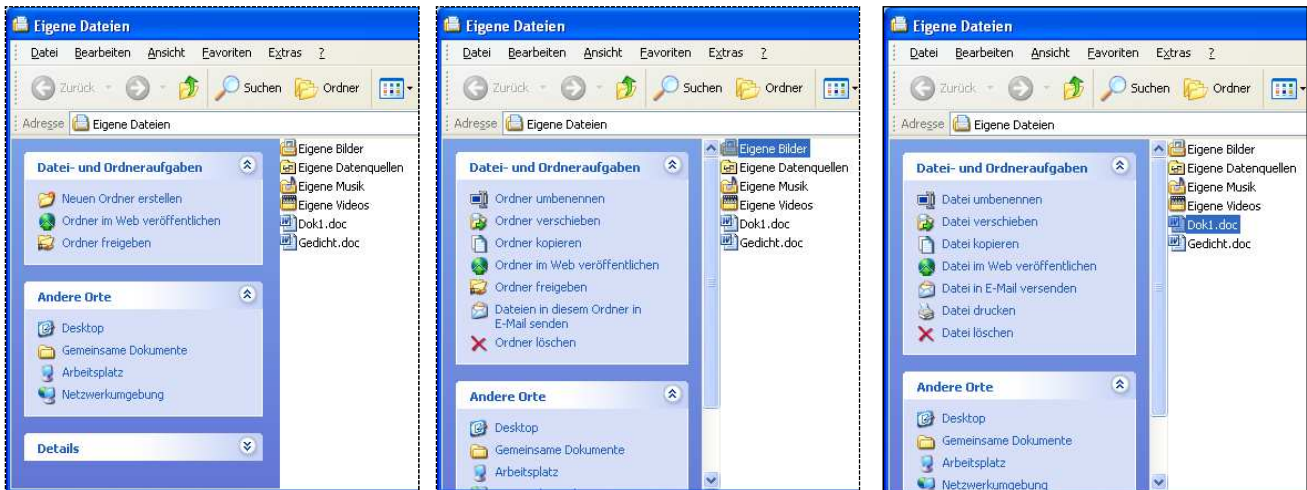 Eigene Dateien
Datei Bearbeiten Ansicht Favoriten Extras ?
Zurück Suchen Ordner
Adresse Eigene Dateien
Datei- und Ordneraufgaben
Neuen Ordner erstellen
Ordner im Web veröffentlichen
Ordner freigeben
Andere Orte
Desktop
Gemeinsame Dokumente
Arbeitsplatz
Netzwerkumgebung
Details
Eigene Bilder
Eigene Datenquellen
Eigene Musik
Eigene Videos
Dok1.doc
Gedicht.doc
Eigene Dateien
Datei Bearbeiten Ansicht Favoriten Extras ?
Zurück Suchen Ordner
Adresse Eigene Dateien
Datei- und Ordneraufgaben
Ordner umbenennen
Ordner verschieben
Ordner kopieren
Ordner im Web veröffentlichen
Ordner freigeben
Dateien in diesem Ordner in
E-Mail senden
Ordner löschen
Andere Orte
Desktop
Gemeinsame Dokumente
Arbeitsplatz
Eigene Bilder
Eigene Datenquellen
Eigene Musik
Eigene Videos
Dok1.doc
Gedicht.doc
Eigene Dateien
Datei Bearbeiten Ansicht Favoriten Extras ?
Zurück Suchen Ordner
Adresse Eigene Dateien
Datei- und Ordneraufgaben
Datei umbenennen
Datei verschieben
Datei kopieren
Datei im Web veröffentlichen
Datei in E-Mail versenden
Datei drucken
Datei löschen
Andere Orte
Desktop
Gemeinsame Dokumente
Arbeitsplatz
Netzwerkumgebung
Eigene Bilder
Eigene Datenquellen
Eigene Musik
Eigene Videos
Dok1.doc
Gedicht.doc